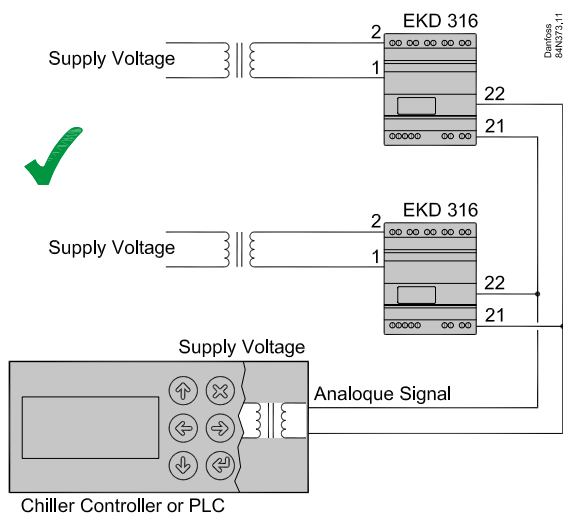 EKD 316
Danfoss
84N373.11
Supply Voltage
2
1
22
21
EKD 316
2
Supply Voltage
1
22
21
Supply Voltage
Analoque Signal
Chiller Controller or PLC